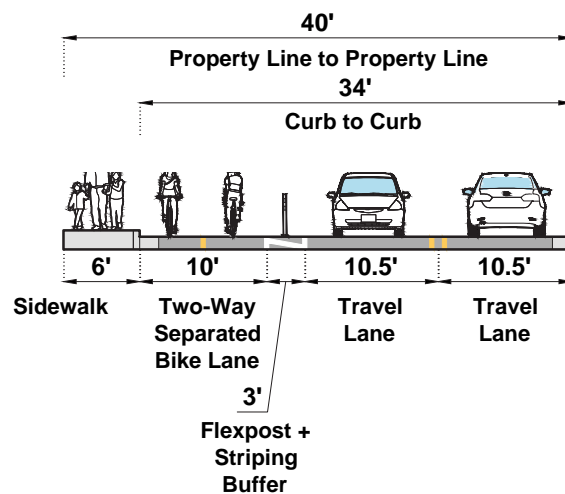 40'
Property Line to Property Line
34'
Curb to Curb
6'
10'
10.5'
10.5'
Sidewalk
Two-Way
Separated
Bike Lane
Travel
Lane
Travel
Lane
3'
Flexpost +
Striping
Buffer